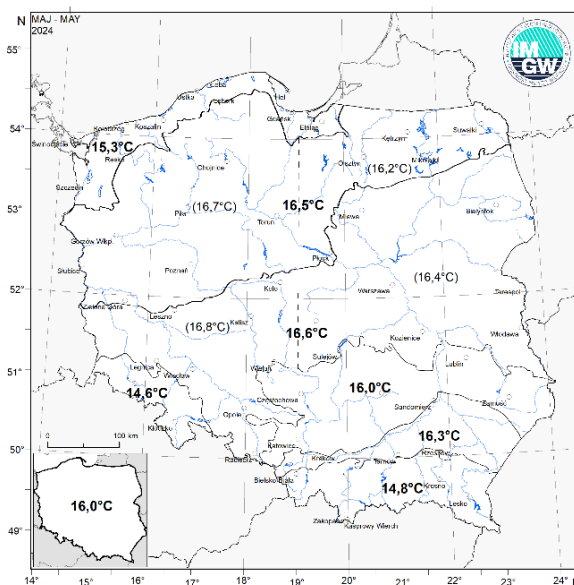 N
MAJ - MAY
2024
IM
GW
55°
Łeba
Ustka
Lębork
Hel
Gdańsk
54°
Kołobrzeg
Koszalin
Elbląg
Kętrzyn
Suwałki
Świnoujście
15,3°C
Resko
Olsztyn
Mikołajki
Chojnice
(16,2°C)
Szczecin
53°
(16,7°C)
16,5°C
Piła
Toruń
Mława
Białystok
Gorzów Wlkp.
Płock
Słubice
Poznań
(16,4°C)
52°
Koło
Warszawa
Terespol
Zielona Góra
Leszno
(16,8°C)
Kalisz
16,6°C
Kozienice
Włodawa
51°
Legnica
Wrocław
Wieluń
Sulejów
Lublin
14,6°C
16,0°C
Częstochowa
Sandomierz
Zamość
Opole
Kłodzko
16,3°C
0
100 km
Katowice
50°
Racibórz
Kraków
Tarnów
Rzeszów
Bielsko-Biała
14,8°C
Krosno
Lesko
16,0°C
Zakopane
Kasprowy Wierch
49°
14°
15°
16°
17°
18°
19°
20°
21°
22°
23°
24°